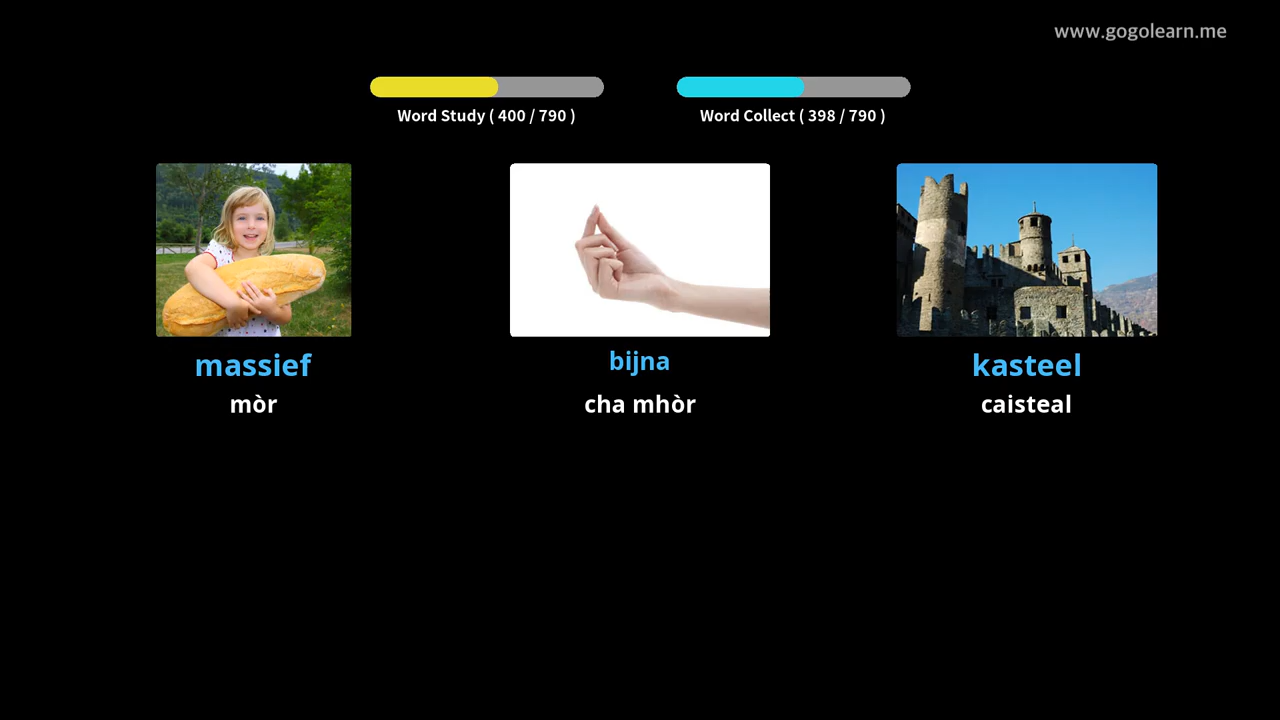 www.gogolearn.me
Word Study ( 400 / 790 )
Word Collect ( 398 / 790 )
massief
mòr
bijna
cha mhòr
kasteel
caisteal